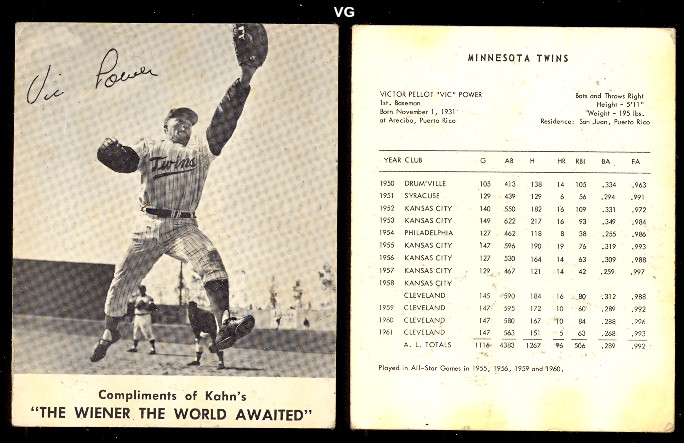 VG
Vic Power
Twins
Compliments of Kahn's
"THE WIENER THE WORLD AWAITED"
MINNESOTA TWINS
VICTOR PELLOT "VIC" POWER
1st. Baseman
Born November 1, 1931
at Arecibo, Puerto Rico
Bats and Throws Right
Height - 5'11"
Weight - 195 lbs.
Residence: San Juan, Puerto Rico
YEAR CLUB G AB H HR RBI BA FA
1950 DRUM'VILLE 105 413 138 14 105 .334 .963
1951 SYRACUSE 129 439 129 6 56 .294 .991
1952 KANSAS CITY 140 550 182 16 109 .331 .972
1953 KANSAS CITY 149 622 217 16 93 .349 .984
1954 PHILADELPHIA 127 462 118 8 38 .255 .986
1955 KANSAS CITY 147 596 190 19 76 .319 .993
1956 KANSAS CITY 127 530 164 14 63 .309 .988
1957 KANSAS CITY 129 467 121 14 42 .259 .997
1958 KANSAS CITY
CLEVELAND 145 590 184 16 80 .312 .988
1959 CLEVELAND 147 595 172 10 60 .289 .992
1960 CLEVELAND 147 580 167 10 84 .288 .996
1961 CLEVELAND 147 563 151 5 63 .268 .993
A. L. TOTALS 1116 4383 1267 96 506 .289 .992
Played in All-Star Games in 1955, 1956, 1959 and 1960.